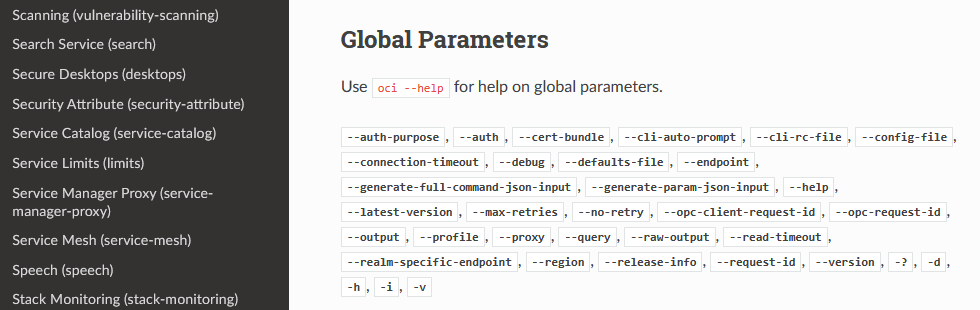 Scanning (vulnerability-scanning)
Search Service (search)
Secure Desktops (desktops)
Security Attribute (security-attribute)
Service Catalog (service-catalog)
Service Limits (limits)
Service Manager Proxy (service-
manager-proxy)
Service Mesh (service-mesh)
Speech (speech)
Stack Monitoring (stack-monitoring)
Global Parameters
Use oci --help for help on global parameters.
--auth-purpose, --auth, --cert-bundle, --cli-auto-prompt, --cli-rc-file, --config-file,
--connection-timeout, --debug, --defaults-file, --endpoint,
--generate-full-command-json-input, --generate-param-json-input, --help,
--latest-version, --max-retries, --no-retry, --opc-client-request-id, --opc-request-id,
--output, --profile, --proxy, --query, --raw-output, --read-timeout,
--realm-specific-endpoint, --region, --release-info, --request-id, --version, -?, -d,
-h, -i, -v